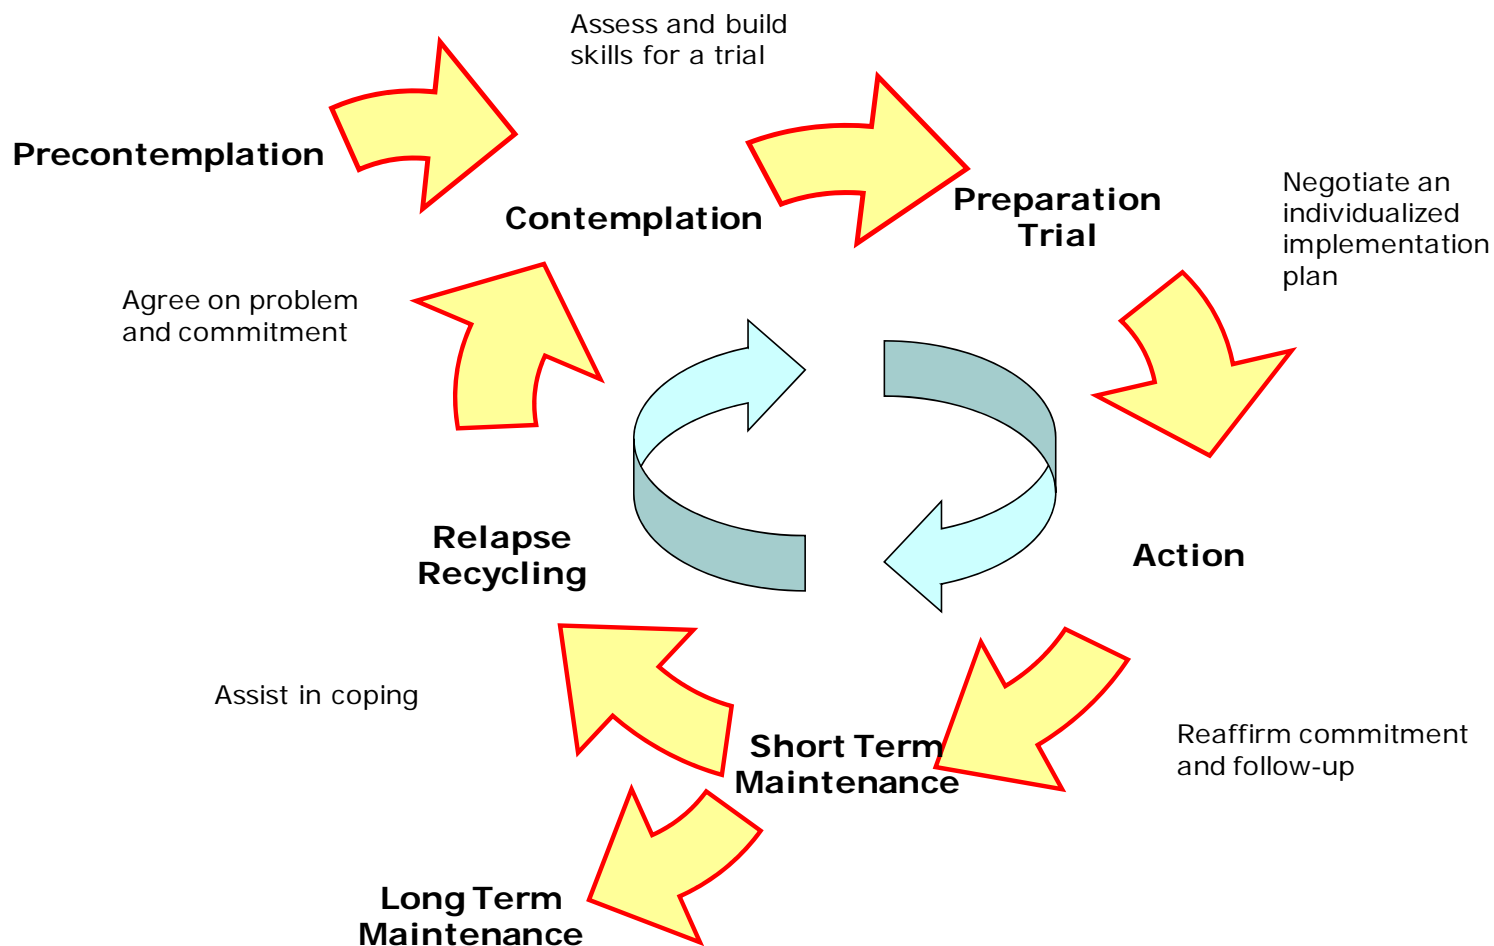 Assess and build
skills for a trial
Precontemplation
Contemplation
Preparation
Trial
Negotiate an
individualized
implementation
plan
Agree on problem
and commitment
Relapse
Recycling
Action
Assist in coping
Short Term
Maintenance
Reaffirm commitment
and follow-up
Long Term
Maintenance